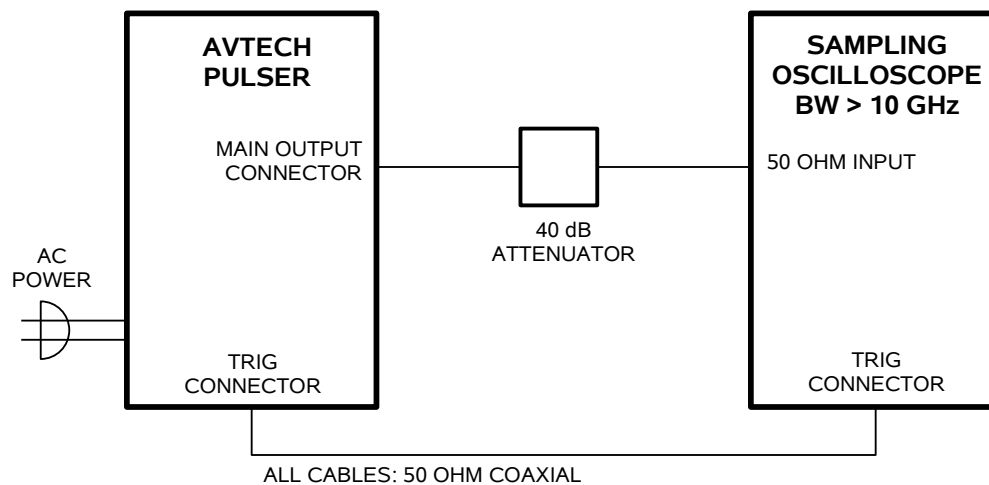 AVTECH
PULSER
SAMPLING
OSCILLOSCOPE
BW > 10 GHz
MAIN OUTPUT
CONNECTOR
50 OHM INPUT
40 dB
ATTENUATOR
AC
POWER
TRIG
CONNECTOR
TRIG
CONNECTOR
ALL CABLES: 50 OHM COAXIAL